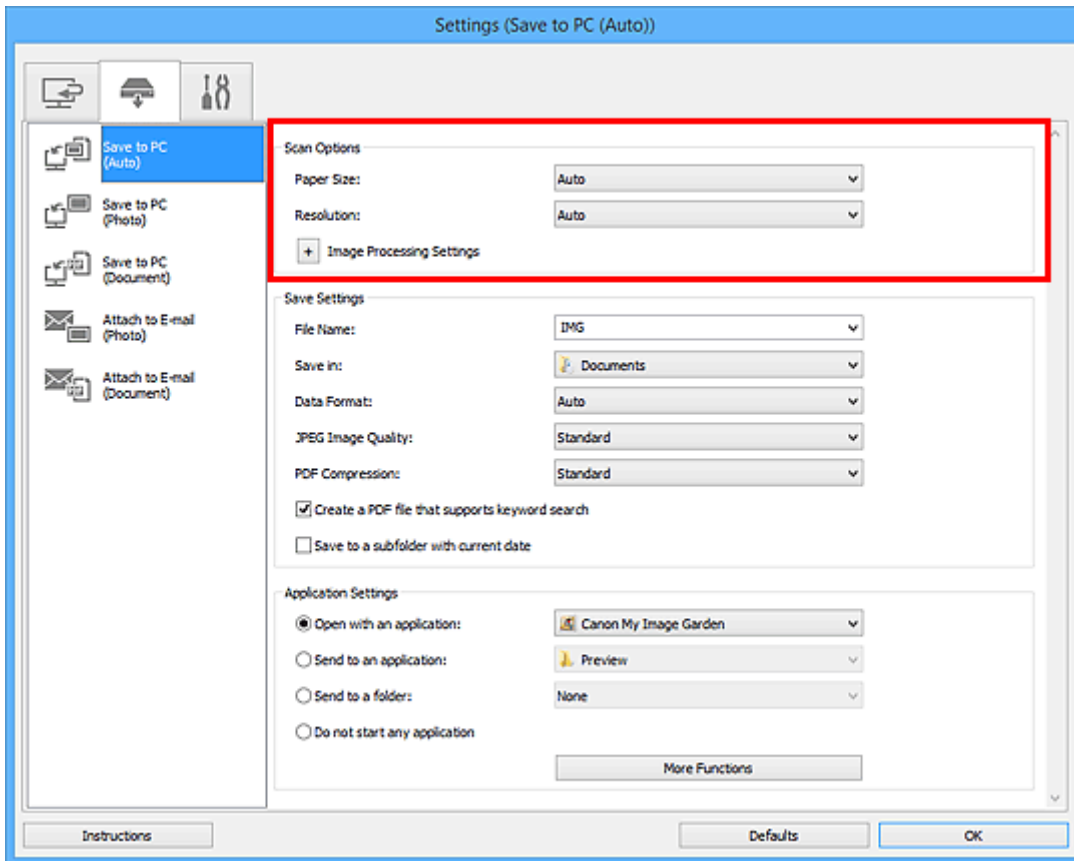 Settings (Save to PC (Auto))
Save to PC
(Auto)
Save to PC
(Photo)
Save to PC
(Document)
Attach to E-mail
(Photo)
Attach to E-mail
(Document)
Scan Options
Paper Size: Auto
Resolution: Auto
+ Image Processing Settings
Save Settings
File Name: IMG
Save in: Documents
Data Format: Auto
JPEG Image Quality: Standard
PDF Compression: Standard
Create a PDF file that supports keyword search
Save to a subfolder with current date
Application Settings
Open with an application: Canon My Image Garden
Send to an application: Preview
Send to a folder: None
Do not start any application
More Functions
Instructions Defaults OK